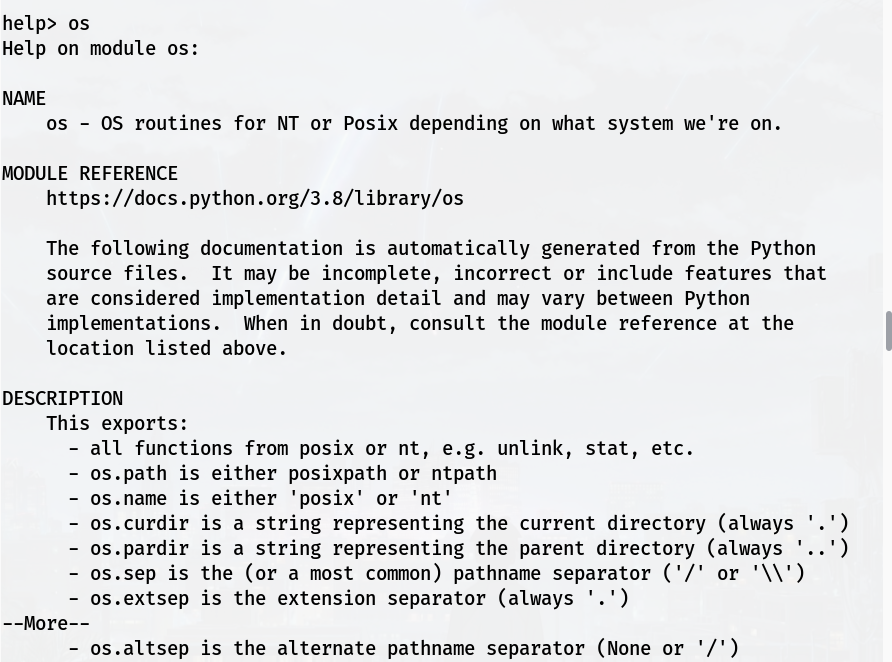 help> os
Help on module os:

NAME
    os - OS routines for NT or Posix depending on what system we're on.

MODULE REFERENCE
    https://docs.python.org/3.8/library/os

    The following documentation is automatically generated from the Python
    source files.  It may be incomplete, incorrect or include features that
    are considered implementation detail and may vary between Python
    implementations.  When in doubt, consult the module reference at the
    location listed above.

DESCRIPTION
    This exports:
      - all functions from posix or nt, e.g. unlink, stat, etc.
      - os.path is either posixpath or ntpath
      - os.name is either 'posix' or 'nt'
      - os.curdir is a string representing the current directory (always '.')
      - os.pardir is a string representing the parent directory (always '..')
      - os.sep is the (or a most common) pathname separator ('/' or '\\')
      - os.extsep is the extension separator (always '.')
--More--
      - os.altsep is the alternate pathname separator (None or '/')